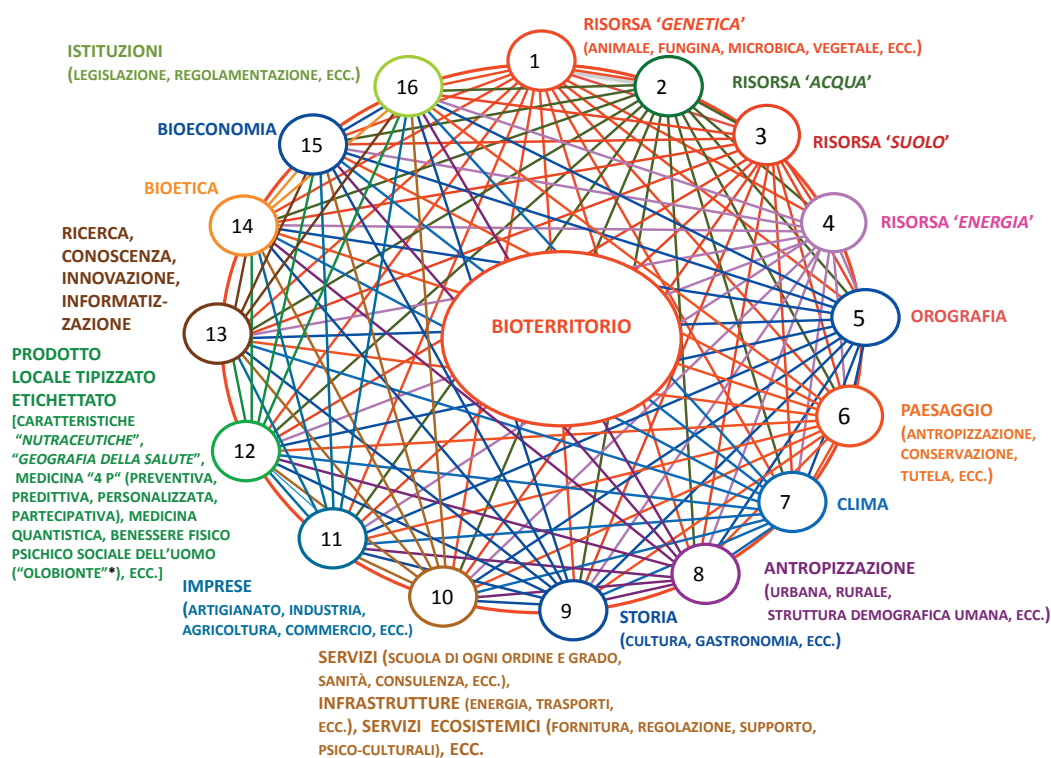 1
RISORSA ‘GENETICA’
(ANIMALE, FUNGINA, MICROBICA, VEGETALE, ECC.)
2
RISORSA ‘ACQUA’
3
RISORSA ‘SUOLO’
4
RISORSA ‘ENERGIA’
5
OROGRAFIA
6
PAESAGGIO
(ANTROPIZZAZIONE,
CONSERVAZIONE,
TUTELA, ECC.)
7
CLIMA
8
ANTROPIZZAZIONE
(URBANA, RURALE,
STRUTTURA DEMOGRAFICA UMANA, ECC.)
9
STORIA
(CULTURA, GASTRONOMIA, ECC.)
10
SERVIZI (SCUOLA DI OGNI ORDINE E GRADO,
SANITÀ, CONSULENZA, ECC.),
INFRASTRUTTURE (ENERGIA, TRASPORTI,
ECC.), SERVIZI ECOSISTEMICI (FORNITURA, REGOLAZIONE, SUPPORTO,
PSICO-CULTURALI), ECC.
11
IMPRESE
(ARTIGIANATO, INDUSTRIA,
AGRICOLTURA, COMMERCIO, ECC.)
12
PRODOTTO
LOCALE TIPIZZATO
ETICHETTATO
[CARATTERISTICHE
“NUTRACEUTICHE”,
“GEOGRAFIA DELLA SALUTE”,
MEDICINA “4 P“ (PREVENTIVA,
PREDITTIVA, PERSONALIZZATA,
PARTECIPATIVA), MEDICINA
QUANTISTICA, BENESSERE FISICO
PSICHICO SOCIALE DELL’UOMO
(“OLOBIONTE”*), ECC.]
13
RICERCA,
CONOSCENZA,
INNOVAZIONE,
INFORMATIZ-
ZAZIONE
14
BIOETICA
15
BIOECONOMIA
16
ISTITUZIONI
(LEGISLAZIONE, REGOLAMENTAZIONE, ECC.)
BIOTERRITORIO